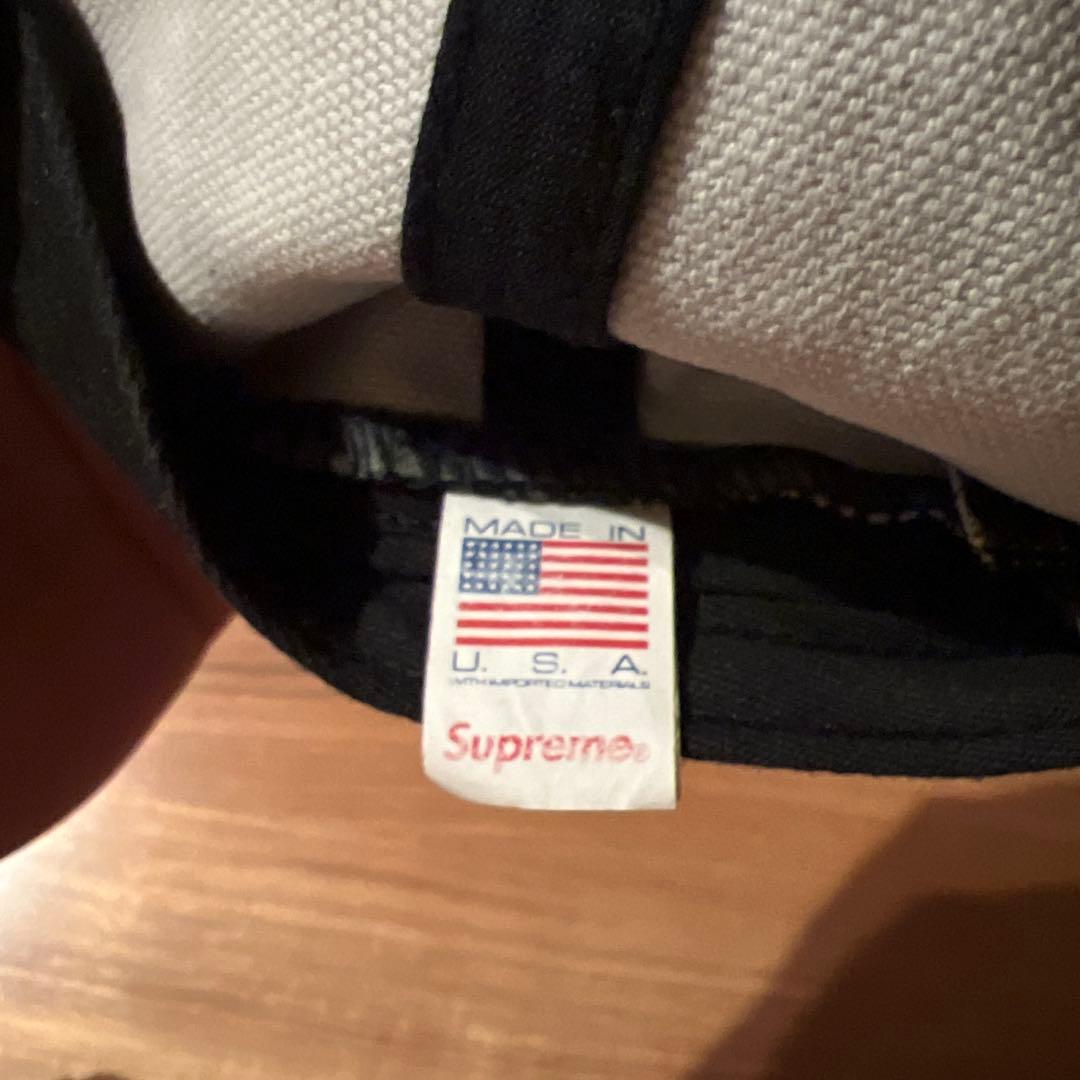 MADE IN
U. S. A.
WITH IMPORTED MATERIALS
Supreme®